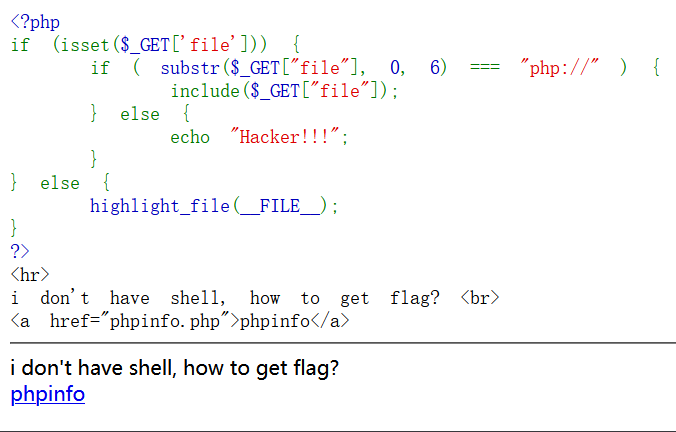 <?php
if (isset($_GET['file'])) {
if ( substr($_GET["file"], 0, 6) === "php://" ) {
include($_GET["file"]);
} else {
echo "Hacker!!!";
}
} else {
highlight_file(__FILE__);
}
?>
<hr>
i don't have shell, how to get flag? <br>
<a href="phpinfo.php">phpinfo</a>
i don't have shell, how to get flag?
phpinfo